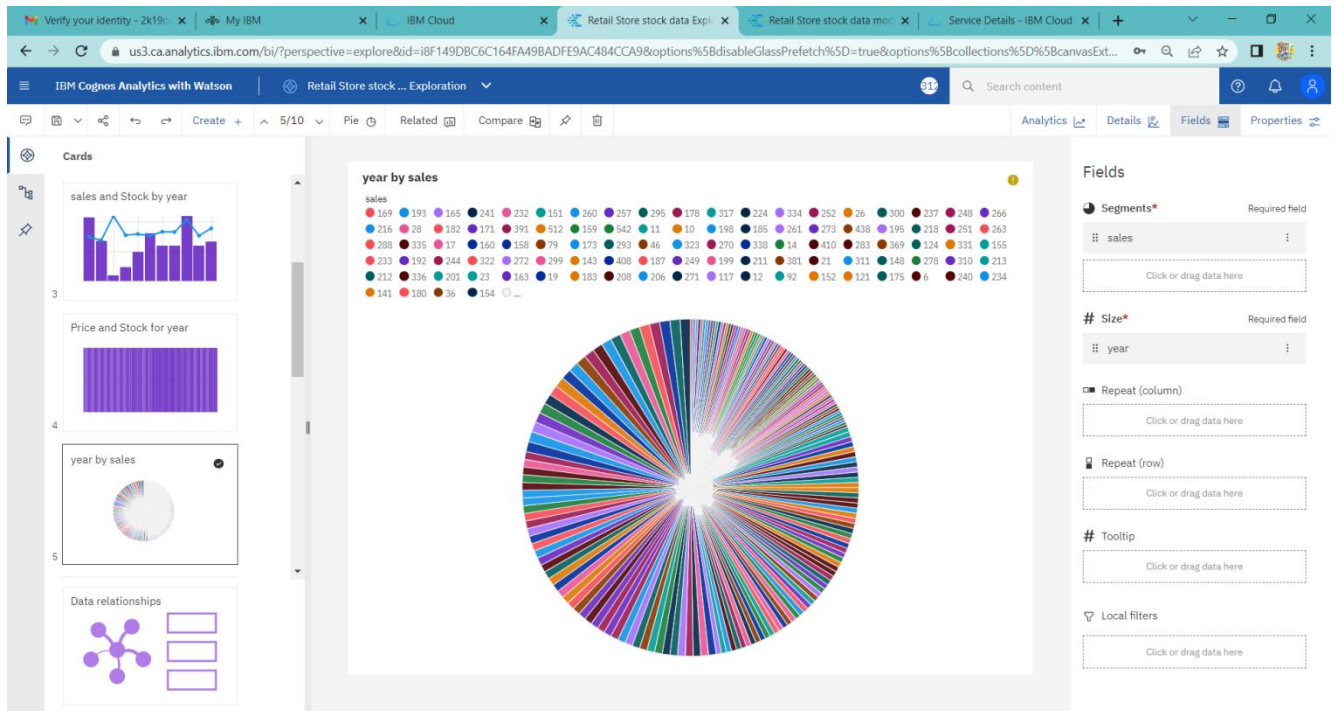 Verify your identity - 2k19c
My IBM
IBM Cloud
Retail Store stock data Expl
Retail Store stock data mod
Service Details - IBM Cloud
us3.ca.analytics.ibm.com/bi/?perspective=explore&id=i8F149DBC6C164FA49BADFE9AC484CCA9&options%5BdisableGlassPrefetch%5D=true&options%5Bcollections%5D%5BcanvasExt...
IBM Cognos Analytics with Watson
Retail Store stock ... Exploration
312
Search content
Create +
5/10
Pie
Related
Compare
Analytics
Details
Fields
Properties
Cards
sales and Stock by year
3
Price and Stock for year
4
year by sales
5
Data relationships
year by sales
sales
169 193 165 241 232 151 260 257 295 178 317 224 334 252 26 300 237 248 266
216 28 182 171 391 512 159 542 11 10 198 185 261 273 438 195 218 251 263
288 335 17 160 158 79 173 293 46 323 270 338 14 410 283 369 124 331 155
233 192 244 322 272 299 143 408 187 249 199 211 381 21 311 148 278 310 213
212 336 201 23 163 19 183 208 206 271 117 12 92 152 121 175 6 240 234
141 180 36 154 ...
Fields
Segments* Required field
sales
Click or drag data here
# Size* Required field
year
Repeat (column)
Click or drag data here
Repeat (row)
Click or drag data here
# Tooltip
Click or drag data here
Local filters
Click or drag data here